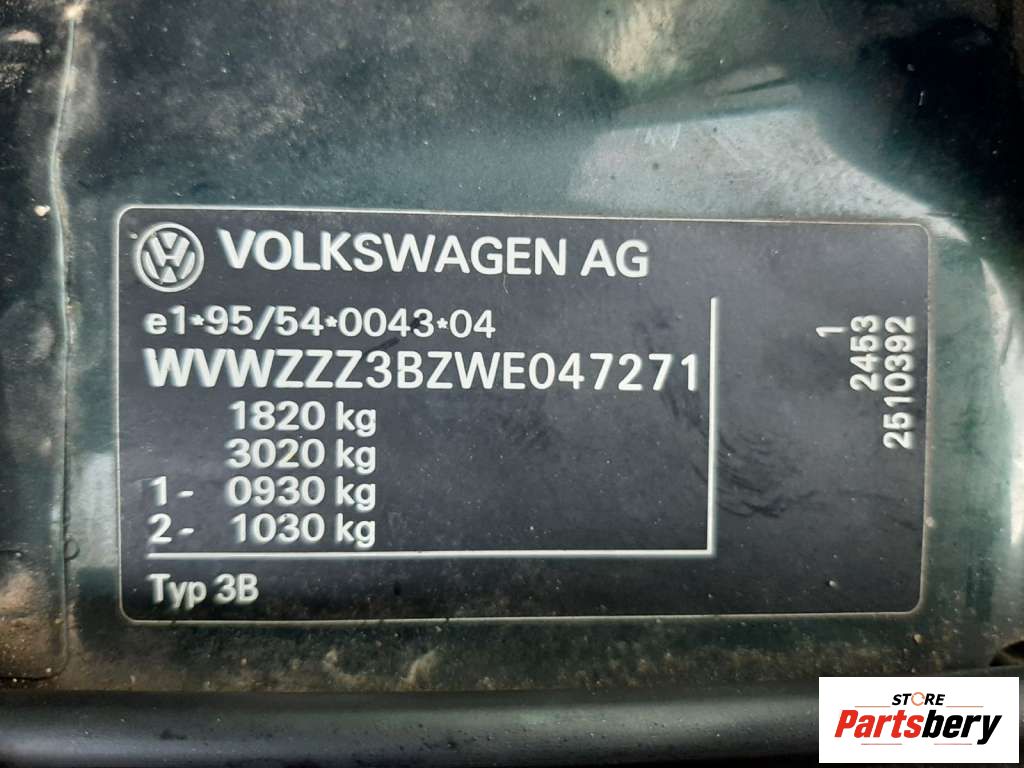 VOLKSWAGEN AG
e1*95/54*0043*04
WVWZZZ3BZWE047271
1820 kg
3020 kg
1- 0930 kg
2- 1030 kg
Typ 3B
1
2453
2510392
STORE
Partsbery